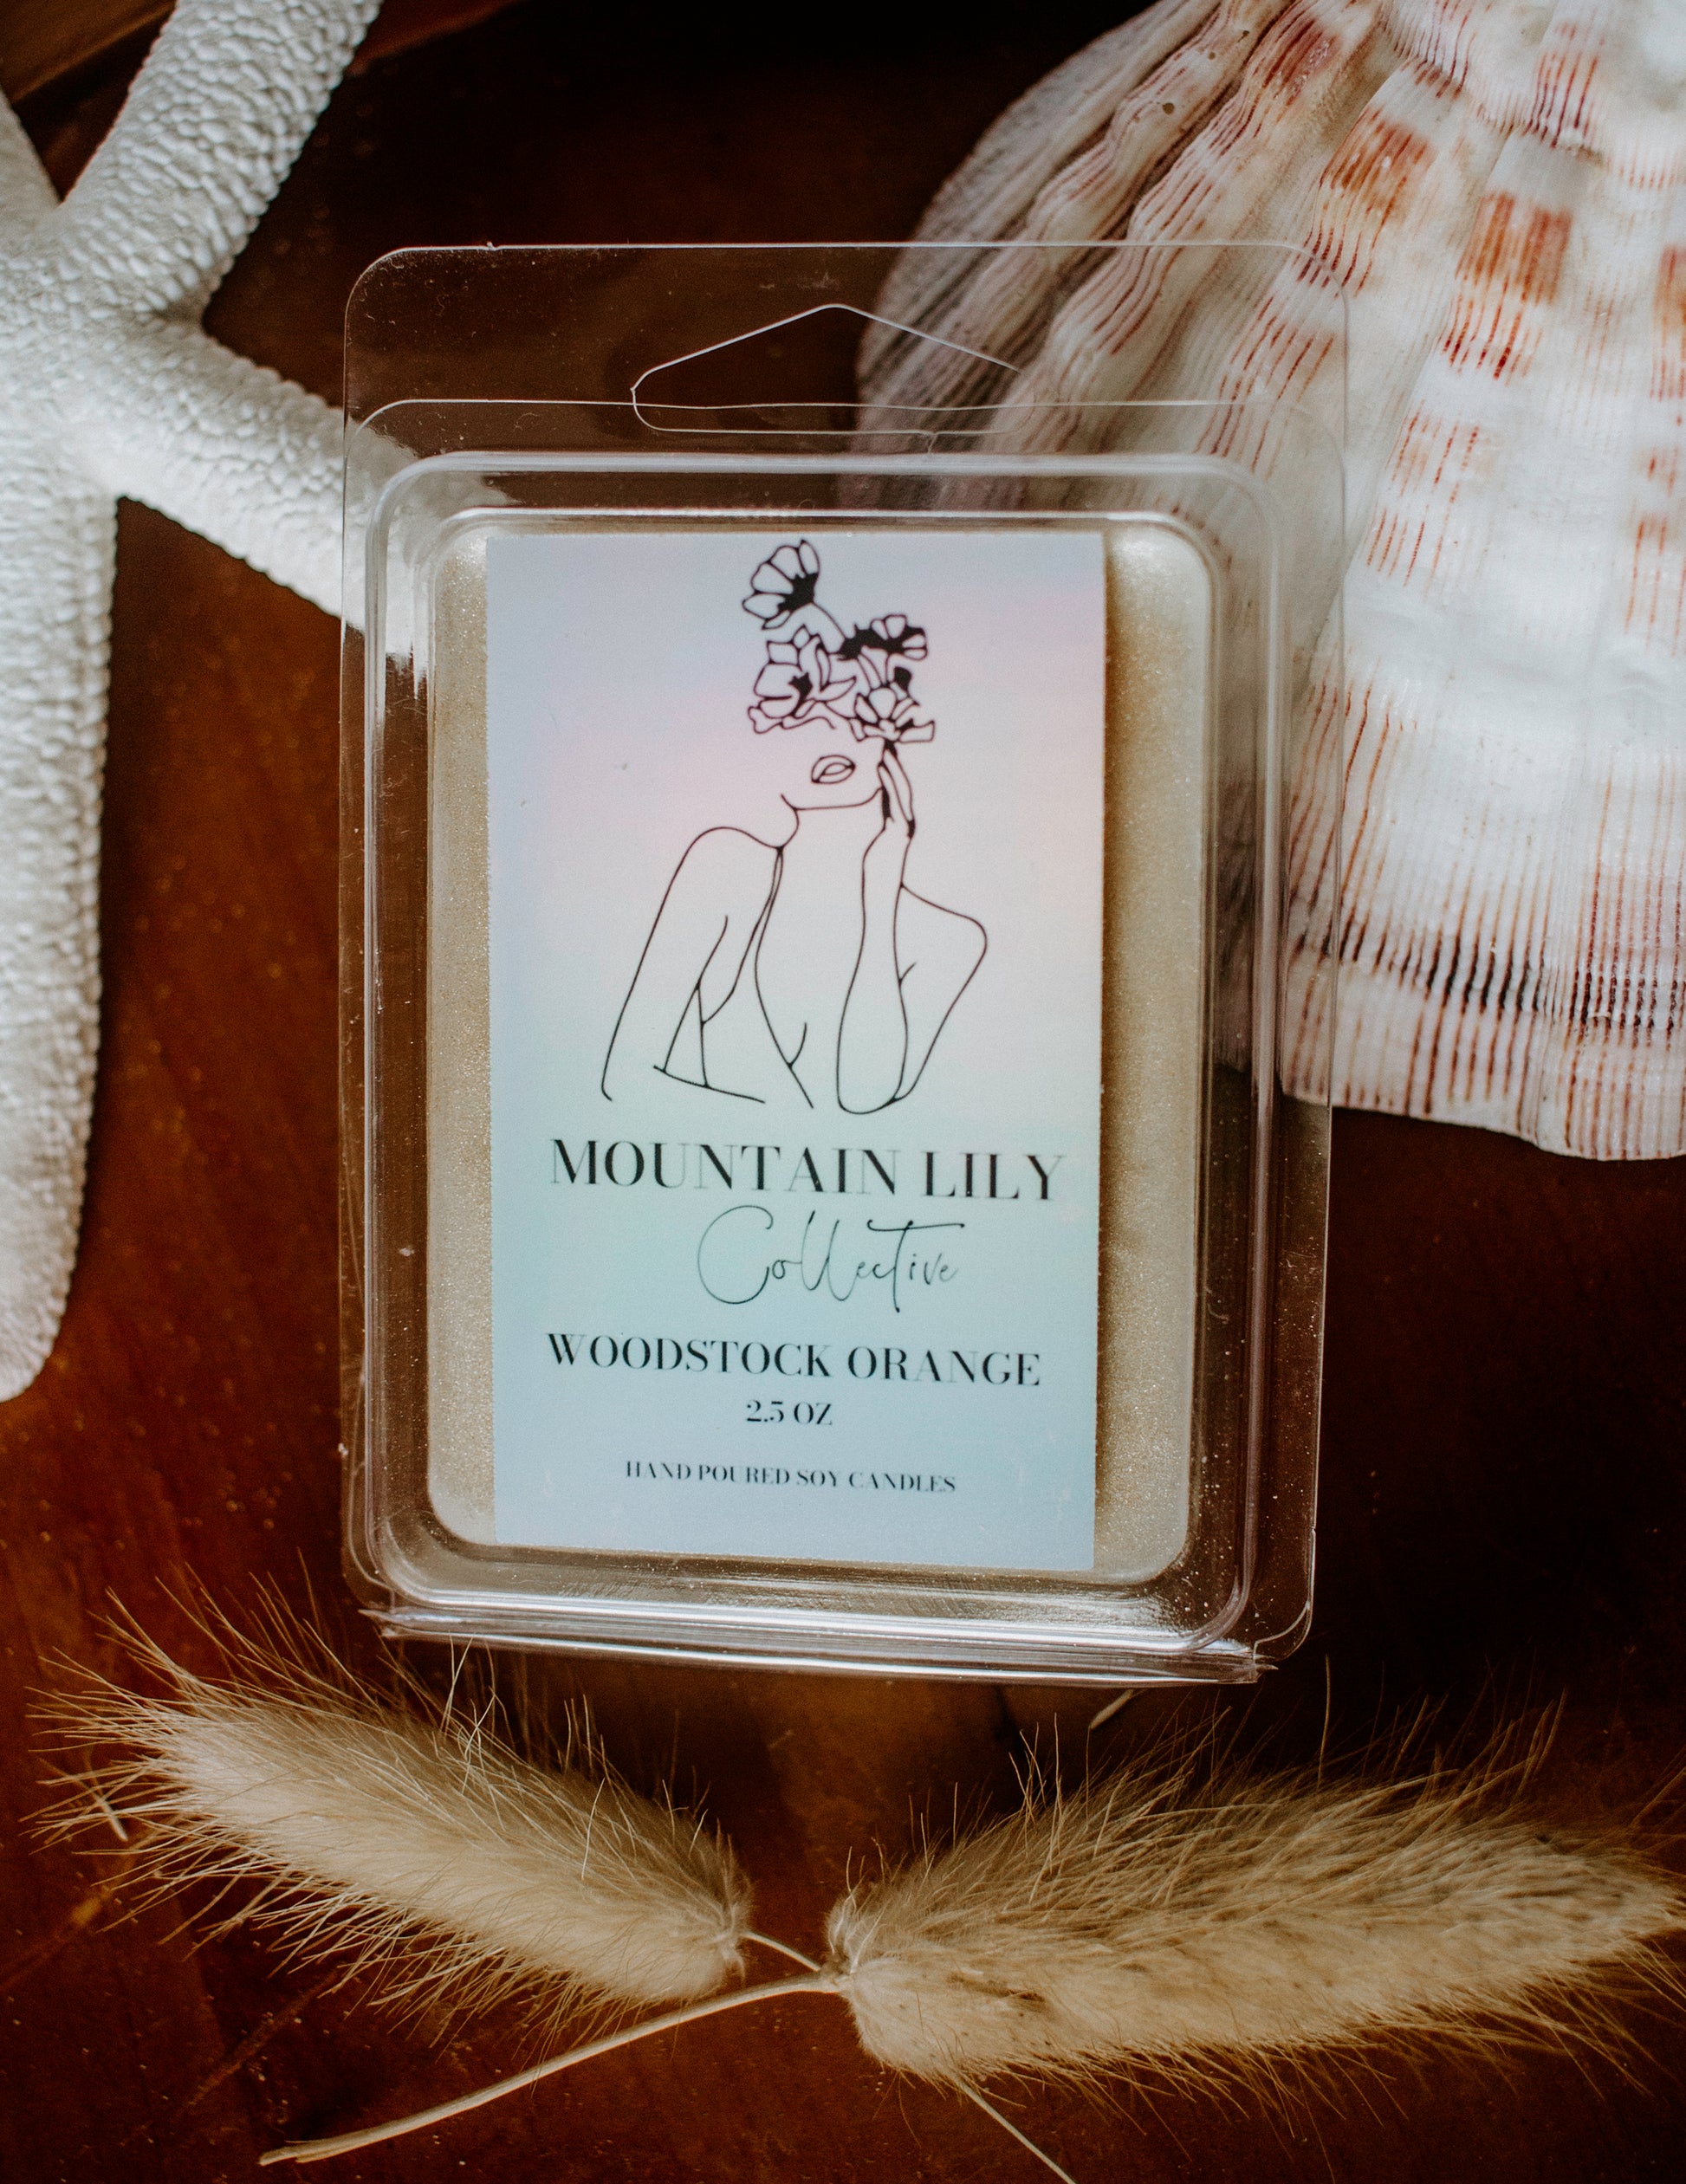 MOUNTAIN LILY
Collective
WOODSTOCK ORANGE
2.5 OZ
HAND POURED SOY CANDLES